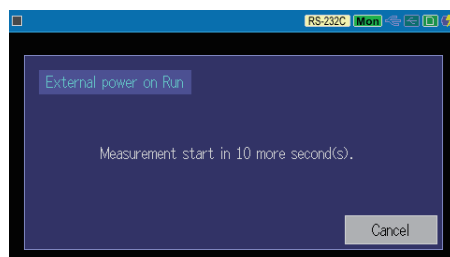 RS-232C Mon
External power on Run
Measurement start in 10 more second(s).
Cancel